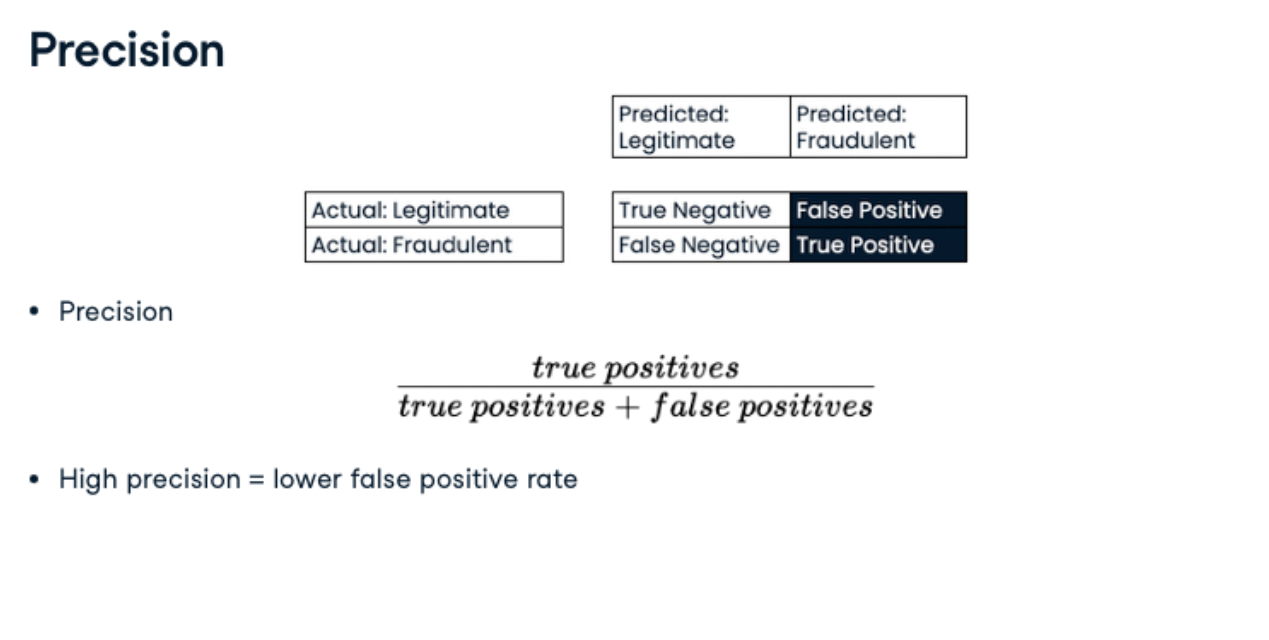 Precision
Predicted: Predicted:
Legitimate Fraudulent
Actual: Legitimate True Negative False Positive
Actual: Fraudulent False Negative True Positive
• Precision
true positives
true positives + false positives
• High precision = lower false positive rate